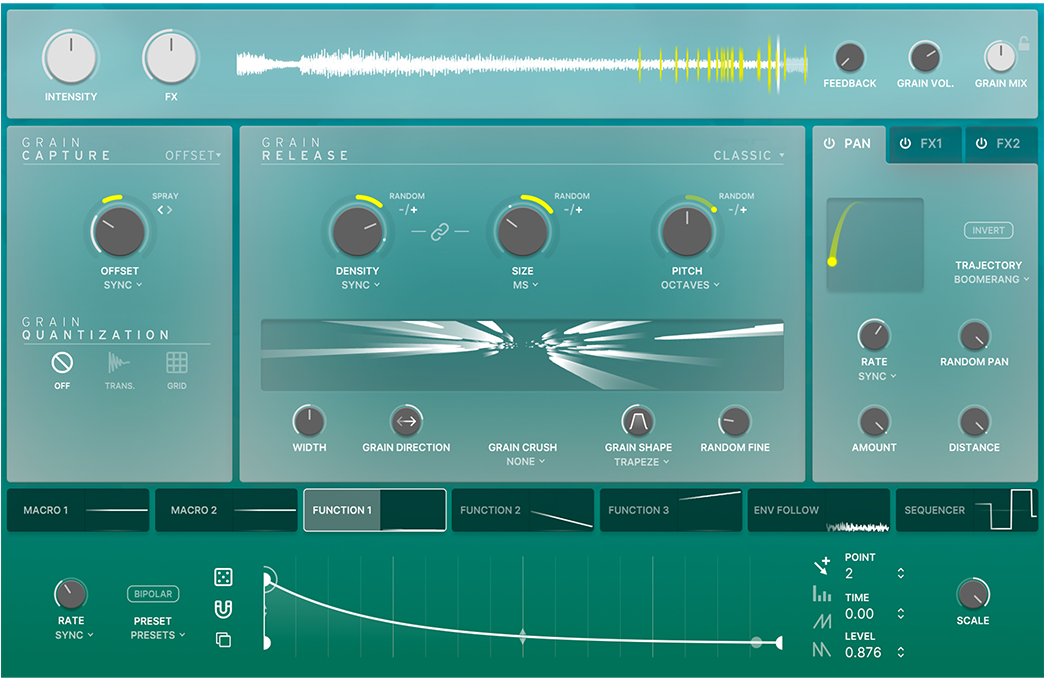 INTENSITY
FX
FEEDBACK
GRAIN VOL.
GRAIN MIX
GRAIN
CAPTURE
OFFSET
SPRAY
OFFSET
SYNC
GRAIN
QUANTIZATION
OFF
TRANS.
GRID
GRAIN
RELEASE
CLASSIC
RANDOM
-/+
DENSITY
SYNC
RANDOM
-/+
SIZE
MS
RANDOM
-/+
PITCH
OCTAVES
WIDTH
GRAIN DIRECTION
GRAIN CRUSH
NONE
GRAIN SHAPE
TRAPEZE
RANDOM FINE
PAN
FX1
FX2
INVERT
TRAJECTORY
BOOMERANG
RATE
SYNC
RANDOM PAN
AMOUNT
DISTANCE
MACRO 1
MACRO 2
FUNCTION 1
FUNCTION 2
FUNCTION 3
ENV FOLLOW
SEQUENCER
RATE
SYNC
BIPOLAR
PRESET
PRESETS
POINT
2
TIME
0.00
LEVEL
0.876
SCALE